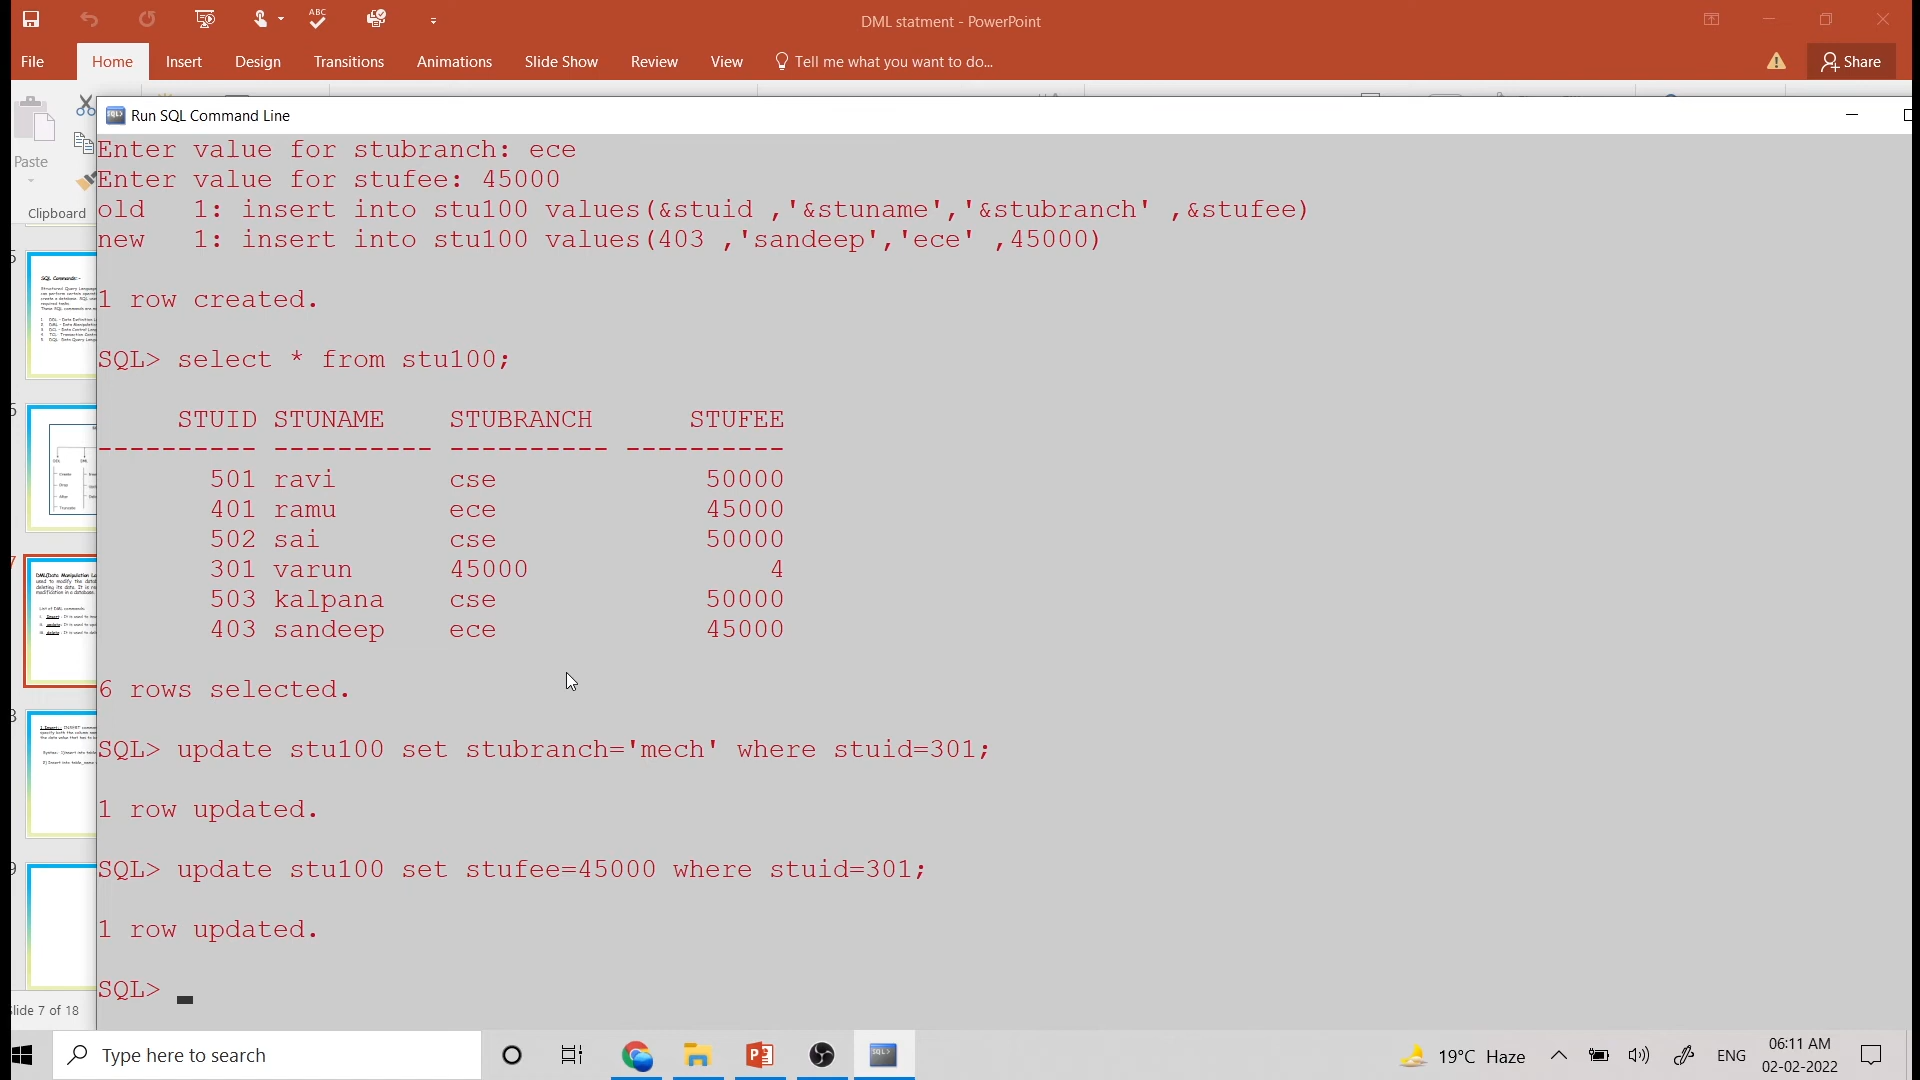 ABC
DML statment - PowerPoint
File
Home
Insert
Design
Transitions
Animations
Slide Show
Review
View
Tell me what you want to do...
Share
Paste
Clipboard
Run SQL Command Line
Enter value for stubranch: ece
Enter value for stufee: 45000
old   1: insert into stu100 values(&stuid ,'&stuname','&stubranch' ,&stufee)
new   1: insert into stu100 values(403 ,'sandeep','ece' ,45000)
1 row created.
SQL> select * from stu100;
STUID STUNAME    STUBRANCH      STUFEE
---------- ---------- ---------- ----------
501 ravi       cse             50000
401 ramu       ece             45000
502 sai        cse             50000
301 varun      45000               4
503 kalpana    cse             50000
403 sandeep    ece             45000
6 rows selected.
SQL> update stu100 set stubranch='mech' where stuid=301;
1 row updated.
SQL> update stu100 set stufee=45000 where stuid=301;
1 row updated.
SQL>
SQL Commands:-
lide 7 of 18
Type here to search
19°C Haze
ENG
06:11 AM
02-02-2022